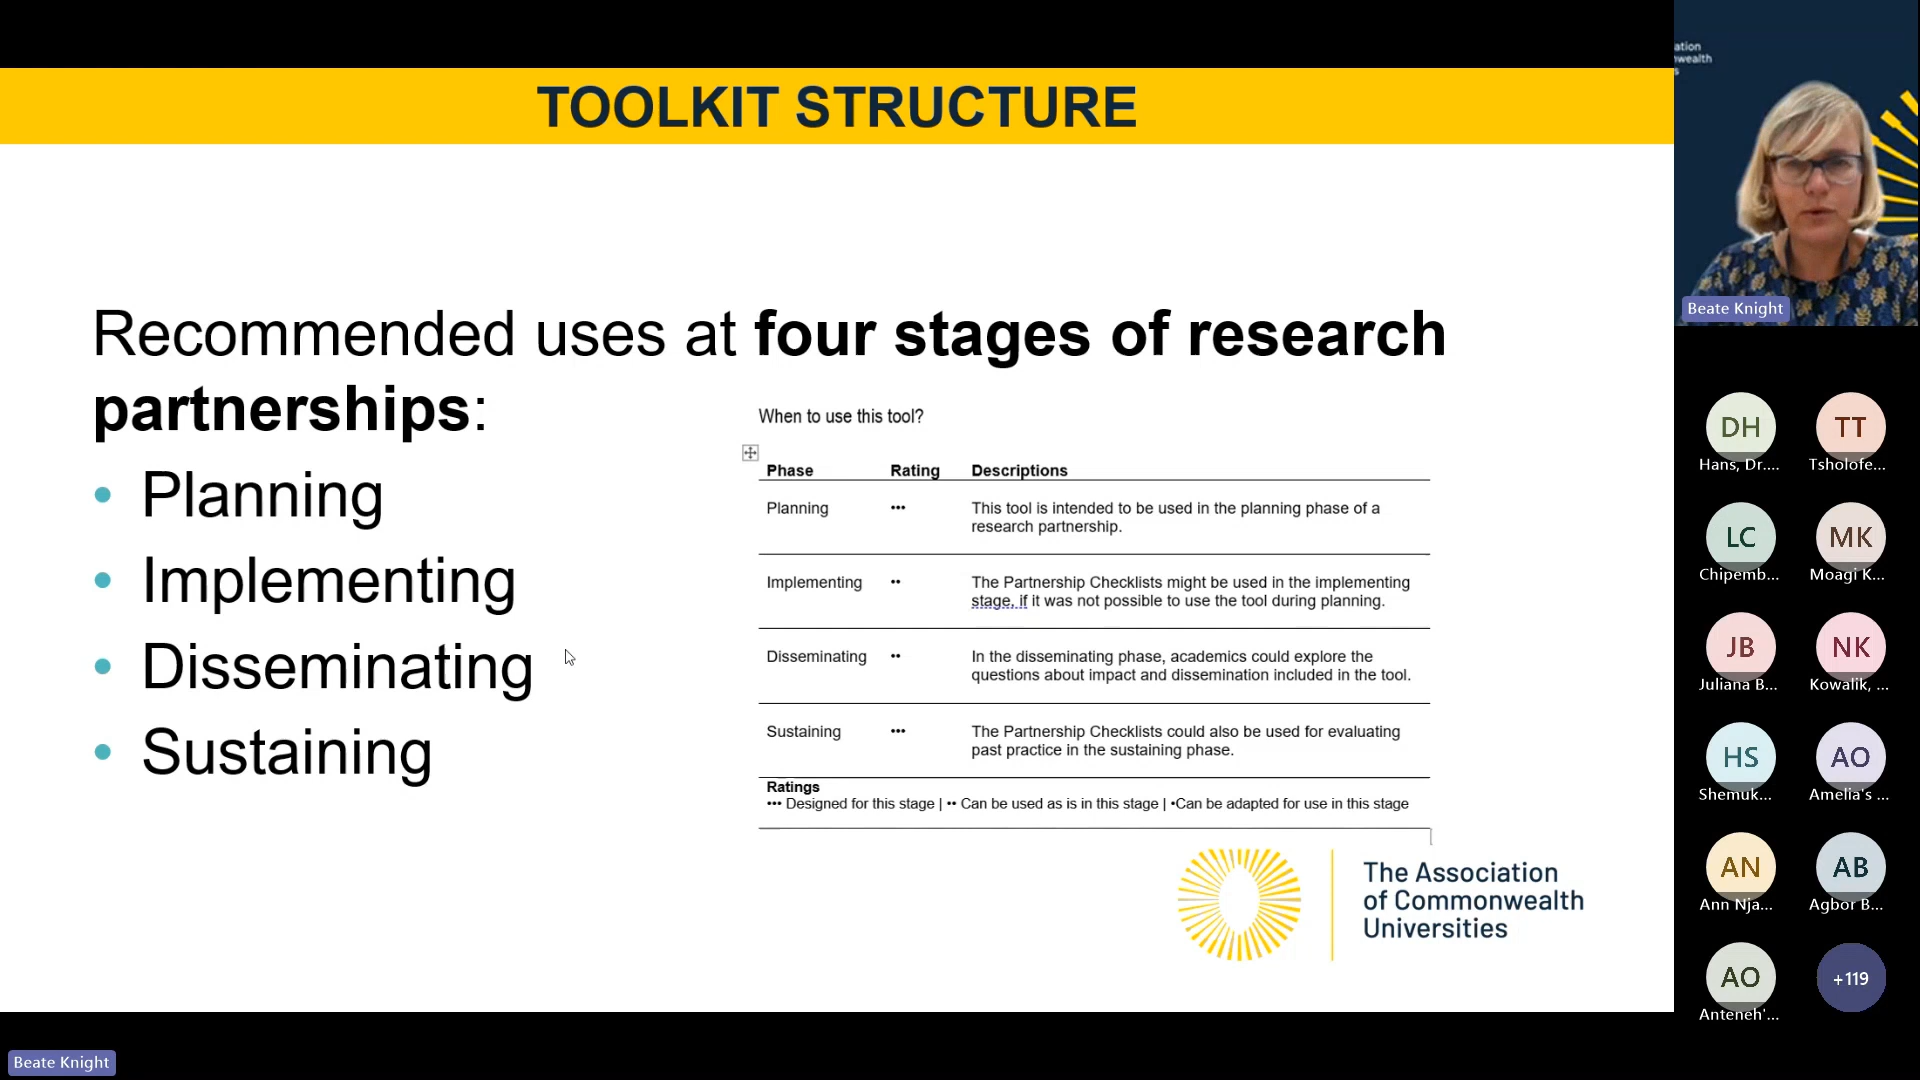 TOOLKIT STRUCTURE
Recommended uses at four stages of research
partnerships:
• Planning
• Implementing
• Disseminating
• Sustaining
When to use this tool?
Phase Rating Descriptions
Planning ••• This tool is intended to be used in the planning phase of a
research partnership.
Implementing •• The Partnership Checklists might be used in the implementing
stage, if it was not possible to use the tool during planning.
Disseminating •• In the disseminating phase, academics could explore the
questions about impact and dissemination included in the tool.
Sustaining ••• The Partnership Checklists could also be used for evaluating
past practice in the sustaining phase.
Ratings
••• Designed for this stage | •• Can be used as is in this stage | •Can be adapted for use in this stage
The Association
of Commonwealth
Universities
ation
wealth
s
Beate Knight
DH TT
Hans, Dr.... Tsholofe...
LC MK
Chipemb... Moagi K...
JB NK
Juliana B... Kowalik, ...
HS AO
Shemuk... Amelia's ...
AN AB
Ann Nja... Agbor B...
AO +119
Anteneh'...
Beate Knight